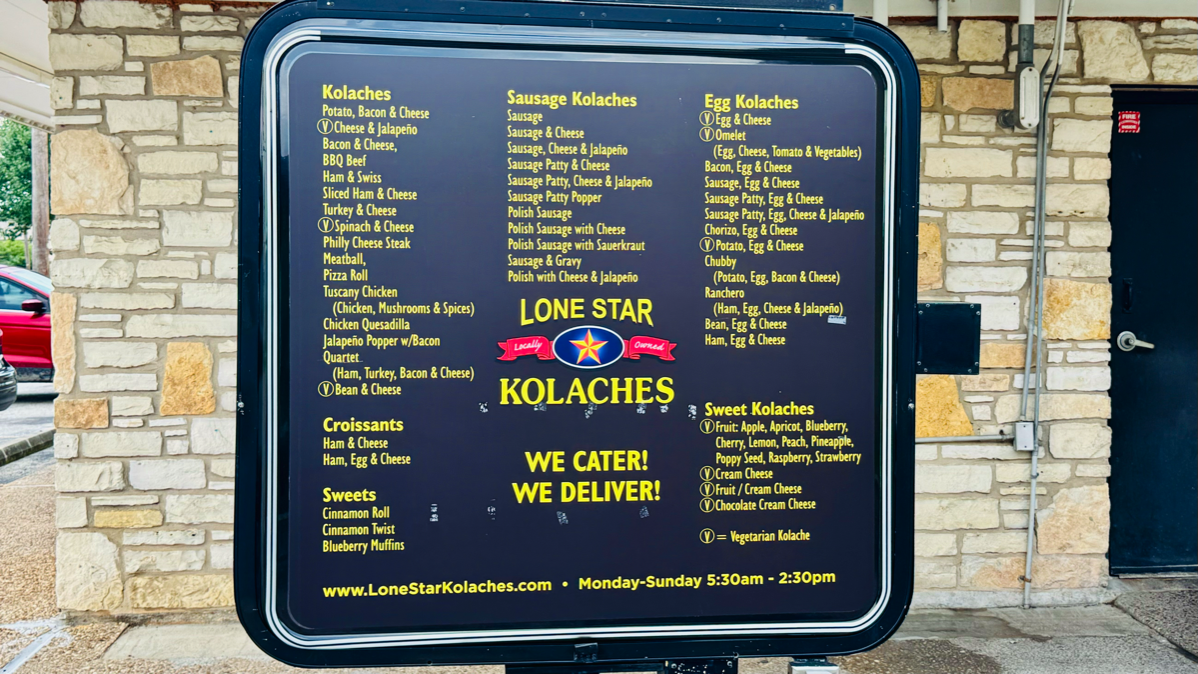 Kolaches
Potato, Bacon & Cheese
Ⓥ Cheese & Jalapeño
Bacon & Cheese,
BBQ Beef
Ham & Swiss
Sliced Ham & Cheese
Turkey & Cheese
Ⓥ Spinach & Cheese
Philly Cheese Steak
Meatball,
Pizza Roll
Tuscany Chicken
(Chicken, Mushrooms & Spices)
Chicken Quesadilla
Jalapeño Popper w/Bacon
Quartet
(Ham, Turkey, Bacon & Cheese)
Ⓥ Bean & Cheese
Croissants
Ham & Cheese
Ham, Egg & Cheese
Sweets
Cinnamon Roll
Cinnamon Twist
Blueberry Muffins
Sausage Kolaches
Sausage
Sausage & Cheese
Sausage, Cheese & Jalapeño
Sausage Patty & Cheese
Sausage Patty, Cheese & Jalapeño
Sausage Patty Popper
Polish Sausage
Polish Sausage with Cheese
Polish Sausage with Sauerkraut
Sausage & Gravy
Polish with Cheese & Jalapeño
LONE STAR
Locally Owned
KOLACHES
WE CATER!
WE DELIVER!
Egg Kolaches
Ⓥ Egg & Cheese
Ⓥ Omelet
(Egg, Cheese, Tomato & Vegetables)
Bacon, Egg & Cheese
Sausage, Egg & Cheese
Sausage Patty, Egg & Cheese
Sausage Patty, Egg, Cheese & Jalapeño
Chorizo, Egg & Cheese
Ⓥ Potato, Egg & Cheese
Chubby
(Potato, Egg, Bacon & Cheese)
Ranchero
(Ham, Egg, Cheese & Jalapeño)
Bean, Egg & Cheese
Ham, Egg & Cheese
Sweet Kolaches
Ⓥ Fruit: Apple, Apricot, Blueberry,
Cherry, Lemon, Peach, Pineapple,
Poppy Seed, Raspberry, Strawberry
Ⓥ Cream Cheese
Ⓥ Fruit / Cream Cheese
Ⓥ Chocolate Cream Cheese
Ⓥ = Vegetarian Kolache
www.LoneStarKolaches.com • Monday-Sunday 5:30am - 2:30pm
FIRE